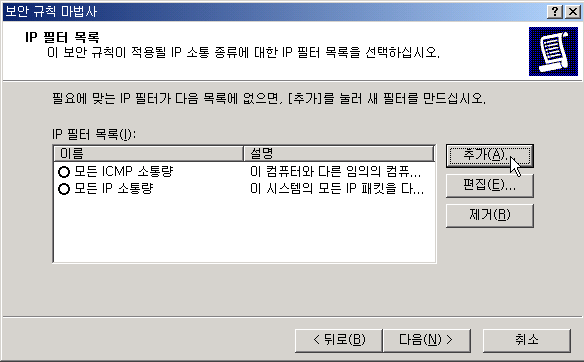 보안 규칙 마법사
IP 필터 목록
이 보안 규칙이 적용될 IP 소통 종류에 대한 IP 필터 목록을 선택하십시오.
필요에 맞는 IP 필터가 다음 목록에 없으면, [추가]를 눌러 새 필터를 만드십시오.
IP 필터 목록(I):
이름 설명
모든 ICMP 소통량 이 컴퓨터와 다른 임의의 컴퓨...
모든 IP 소통량 이 시스템의 모든 IP 패킷을 다...
추가(A)...
편집(E)...
제거(R)
< 뒤로(B) 다음(N) > 취소